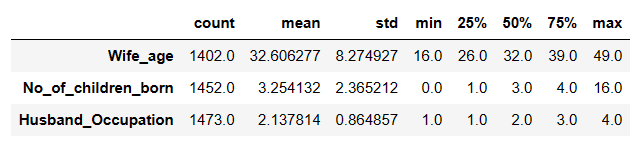 count mean std min 25% 50% 75% max
Wife_age 1402.0 32.606277 8.274927 16.0 26.0 32.0 39.0 49.0
No_of_children_born 1452.0 3.254132 2.365212 0.0 1.0 3.0 4.0 16.0
Husband_Occupation 1473.0 2.137814 0.864857 1.0 1.0 2.0 3.0 4.0